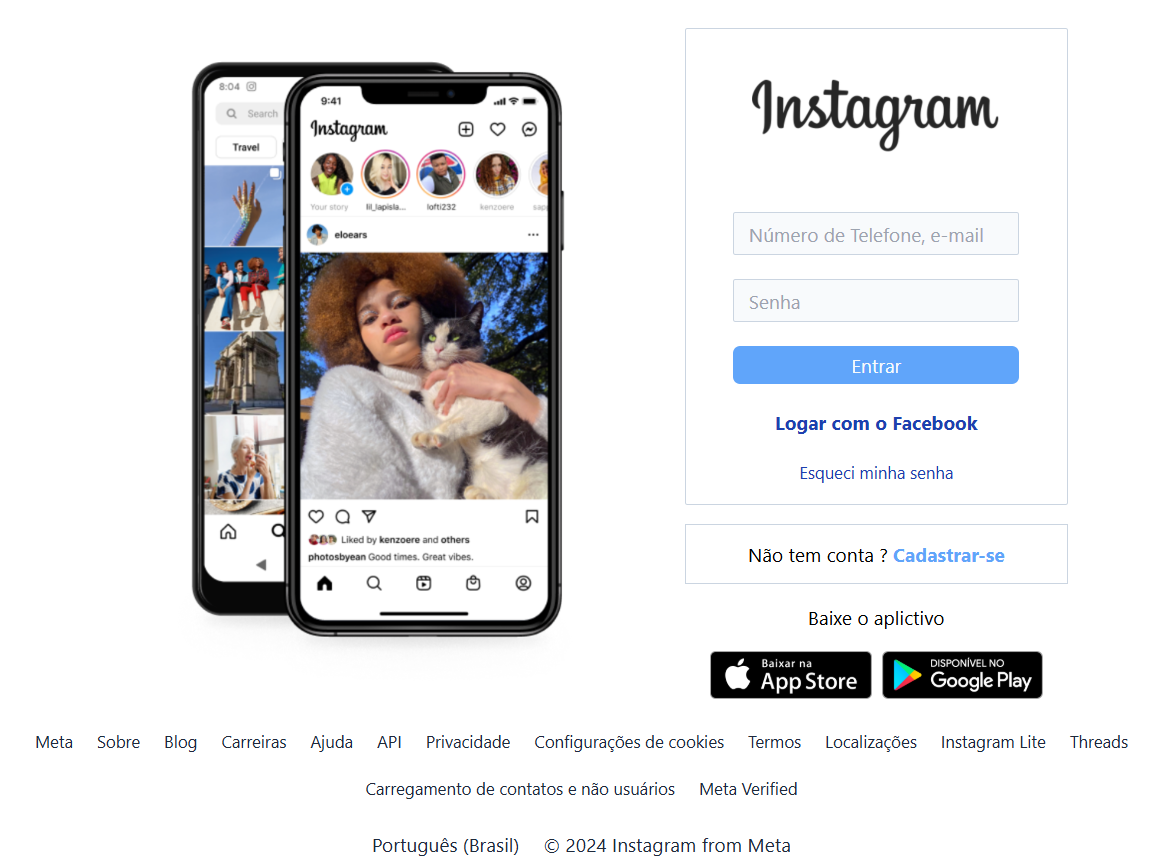 8:04
Search
Travel
9:41
Instagram
Your story
lil_lapisla...
lofti232
kenzoere
sap
eloears
Liked by kenzoere and others
photosbyean Good times. Great vibes.
Instagram
Número de Telefone, e-mail
Senha
Entrar
Logar com o Facebook
Esqueci minha senha
Não tem conta ? Cadastrar-se
Baixe o aplictivo
Baixar na
App Store
DISPONÍVEL NO
Google Play
Meta Sobre Blog Carreiras Ajuda API Privacidade Configurações de cookies Termos Localizações Instagram Lite Threads
Carregamento de contatos e não usuários Meta Verified
Português (Brasil) © 2024 Instagram from Meta